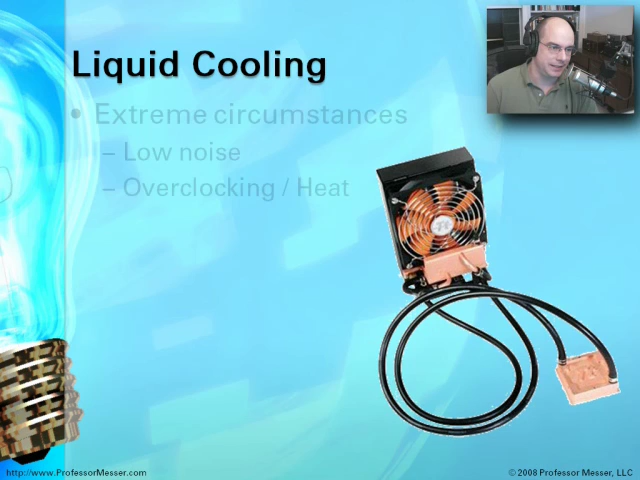 Liquid Cooling
• Extreme circumstances
– Low noise
– Overclocking / Heat
http://www.ProfessorMesser.com
© 2008 Professor Messer, LLC